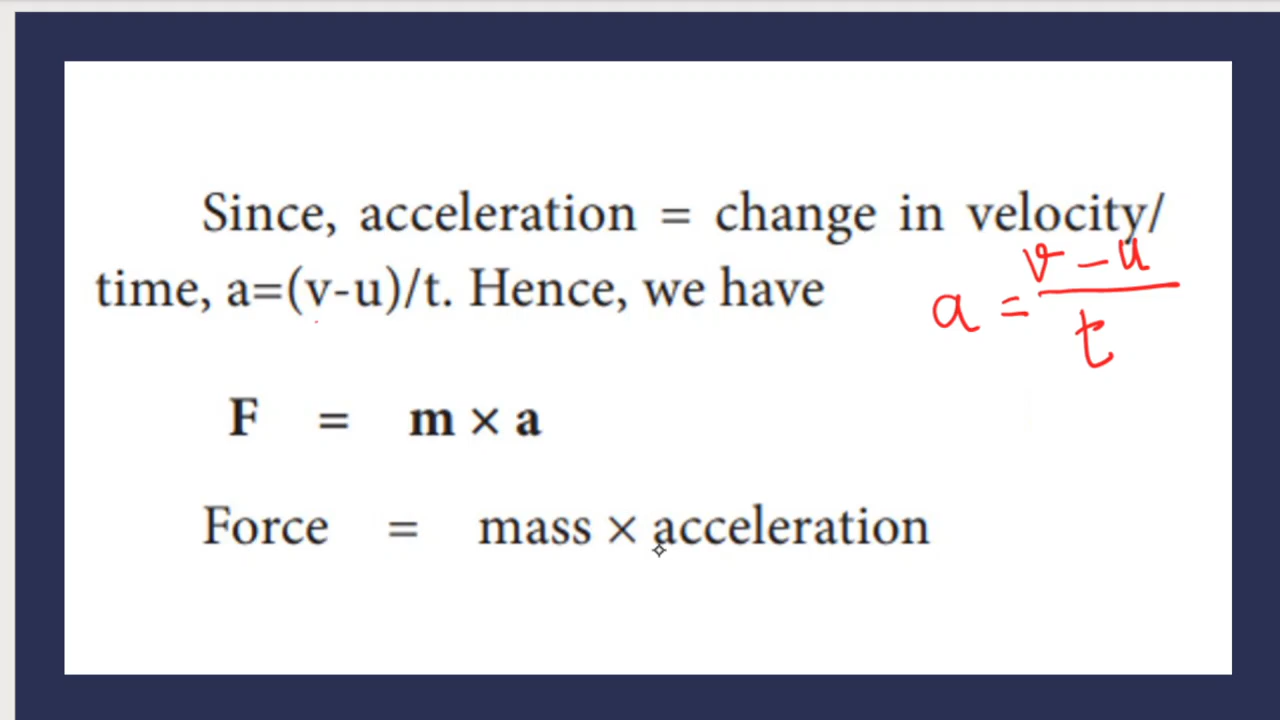 Since, acceleration = change in velocity/
time, a=(v-u)/t. Hence, we have
a = v-u
t
F = m × a
Force = mass × acceleration